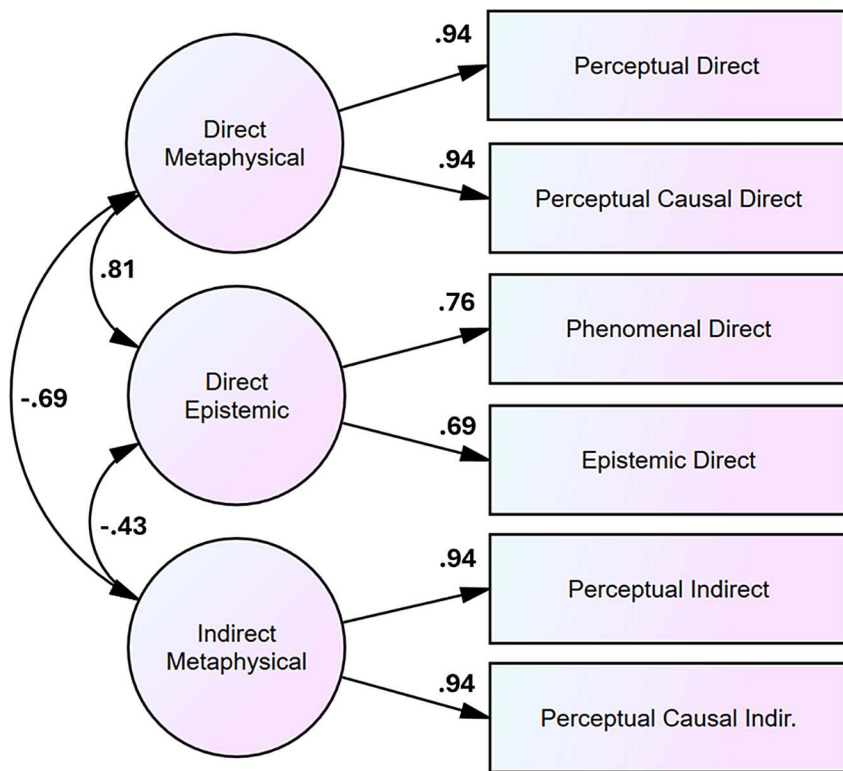 .94
Perceptual Direct
Direct
Metaphysical
.94
Perceptual Causal Direct
.81
.76
Phenomenal Direct
Direct
Epistemic
-.69
.69
Epistemic Direct
-.43
.94
Perceptual Indirect
Indirect
Metaphysical
.94
Perceptual Causal Indir.